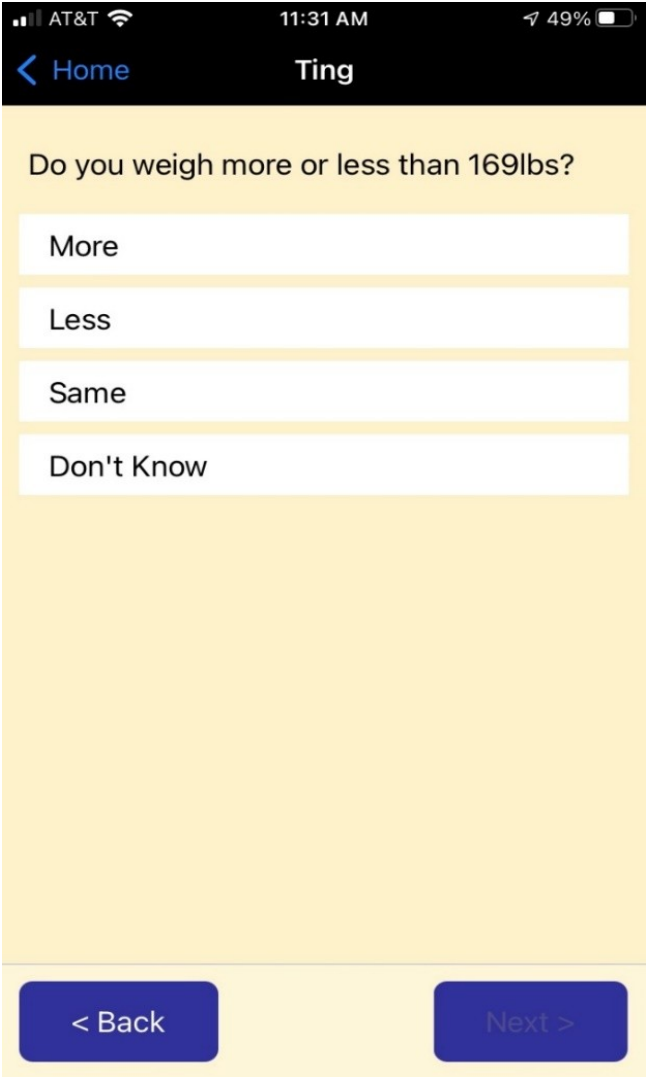 AT&T 11:31 AM 49%
Home Ting
Do you weigh more or less than 169lbs?
More
Less
Same
Don't Know
< Back Next >